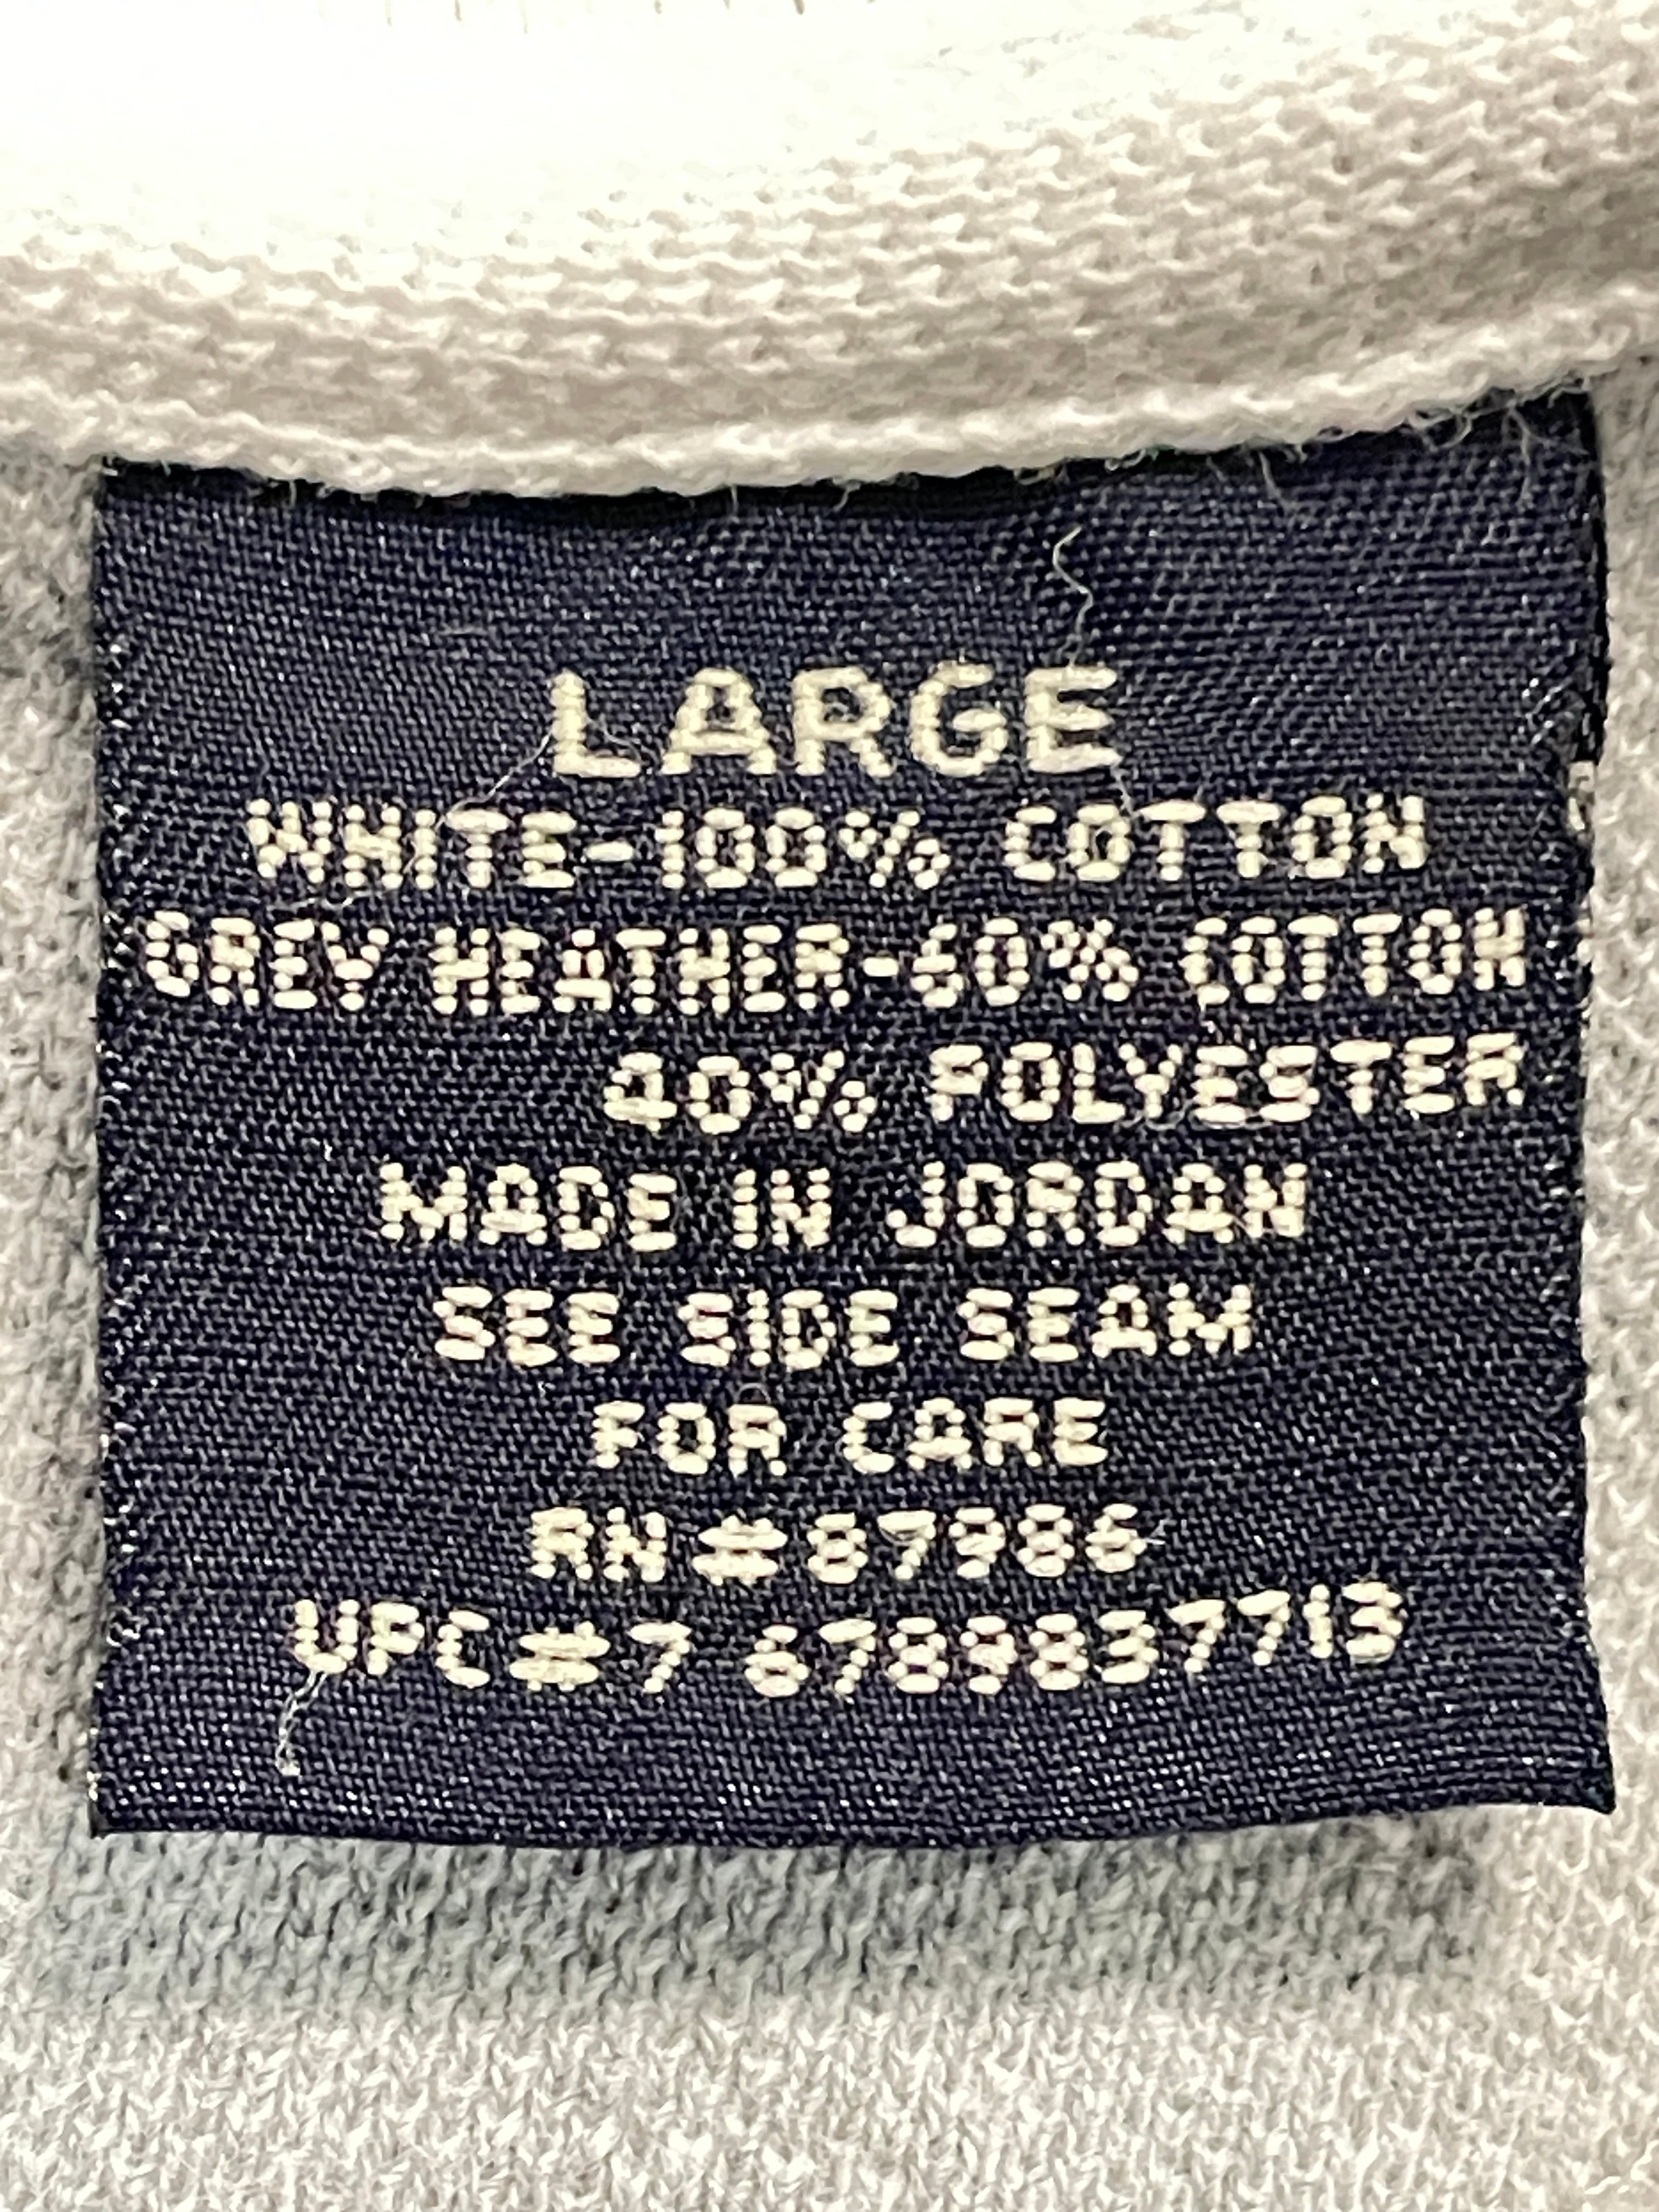 LARGE
WHITE-100% COTTON
GREY HEATHER-60% COTTON
40% POLYESTER
MADE IN JORDAN
SEE SIDE SEAM
FOR CARE
RN#87986
UPC#7 67898377713